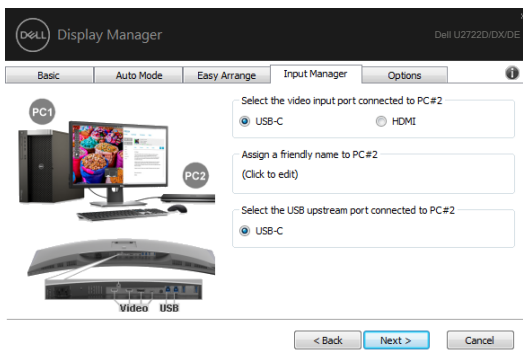 DELL Display Manager
Dell U2722D/DX/DE
Basic Auto Mode Easy Arrange Input Manager Options
Select the video input port connected to PC#2
USB-C HDMI
PC1
Assign a friendly name to PC#2
(Click to edit)
PC2
Select the USB upstream port connected to PC#2
USB-C
Video USB
< Back Next > Cancel